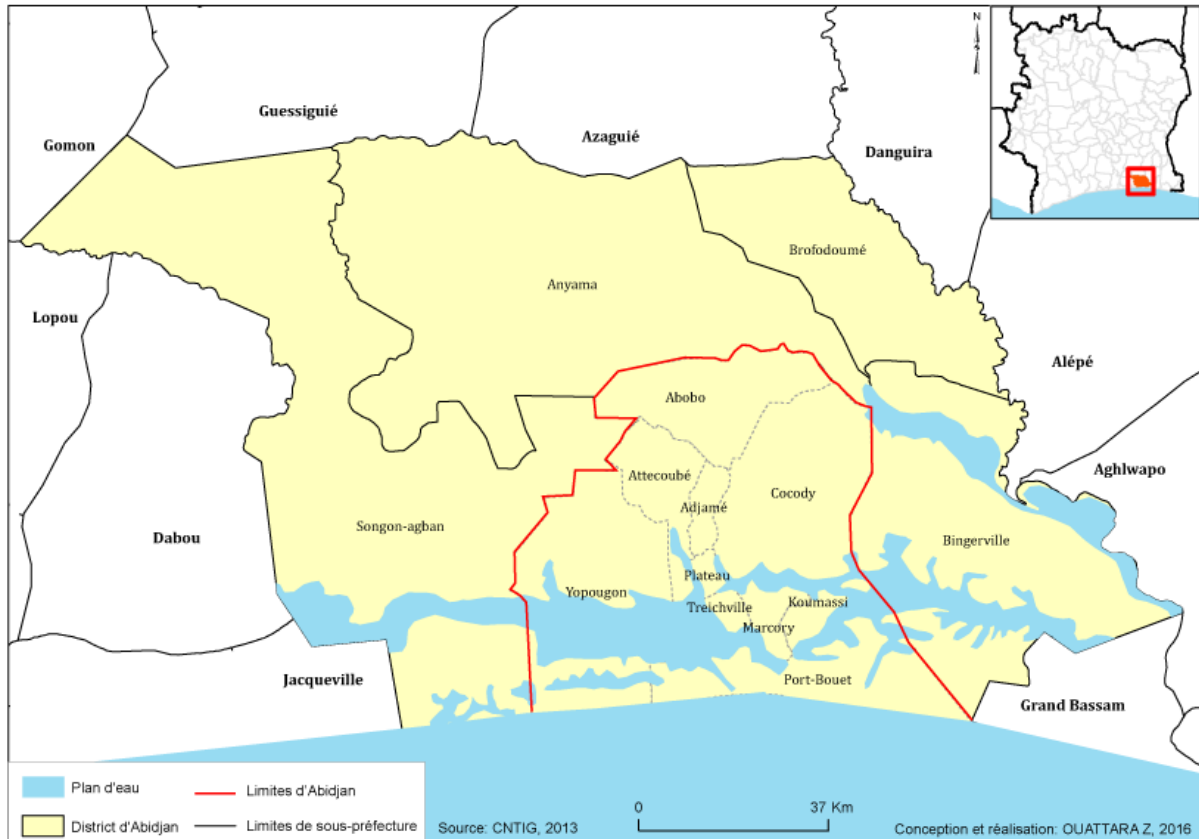 N
Guessiguié
Gomon
Azaguié
Danguira
Brofodoumé
Anyama
Lopou
Alépé
Abobo
Aghlwapo
Attecoubé
Cocody
Adjamé
Songon-agban
Dabou
Bingerville
Plateau
Yopougon
Treichville
Koumassi
Marcory
Jacqueville
Port-Bouet
Grand Bassam
Plan d'eau
Limites d'Abidjan
District d'Abidjan
Limites de sous-préfecture
0 37 Km
Source: CNTIG, 2013
Conception et réalisation: OUATTARA Z, 2016